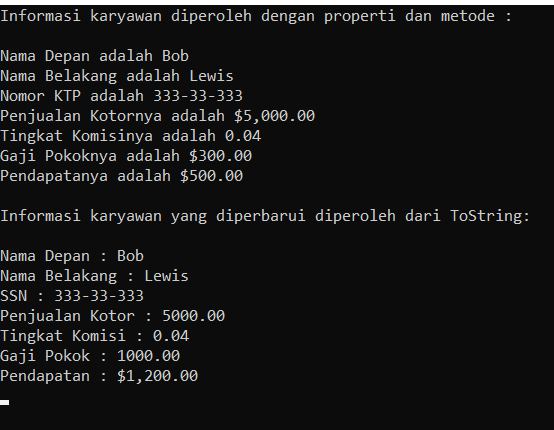 Informasi karyawan diperoleh dengan properti dan metode :
Nama Depan adalah Bob
Nama Belakang adalah Lewis
Nomor KTP adalah 333-33-333
Penjualan Kotornya adalah $5,000.00
Tingkat Komisinya adalah 0.04
Gaji Pokoknya adalah $300.00
Pendapatanya adalah $500.00
Informasi karyawan yang diperbarui diperoleh dari ToString:
Nama Depan : Bob
Nama Belakang : Lewis
SSN : 333-33-333
Penjualan Kotor : 5000.00
Tingkat Komisi : 0.04
Gaji Pokok : 1000.00
Pendapatan : $1,200.00